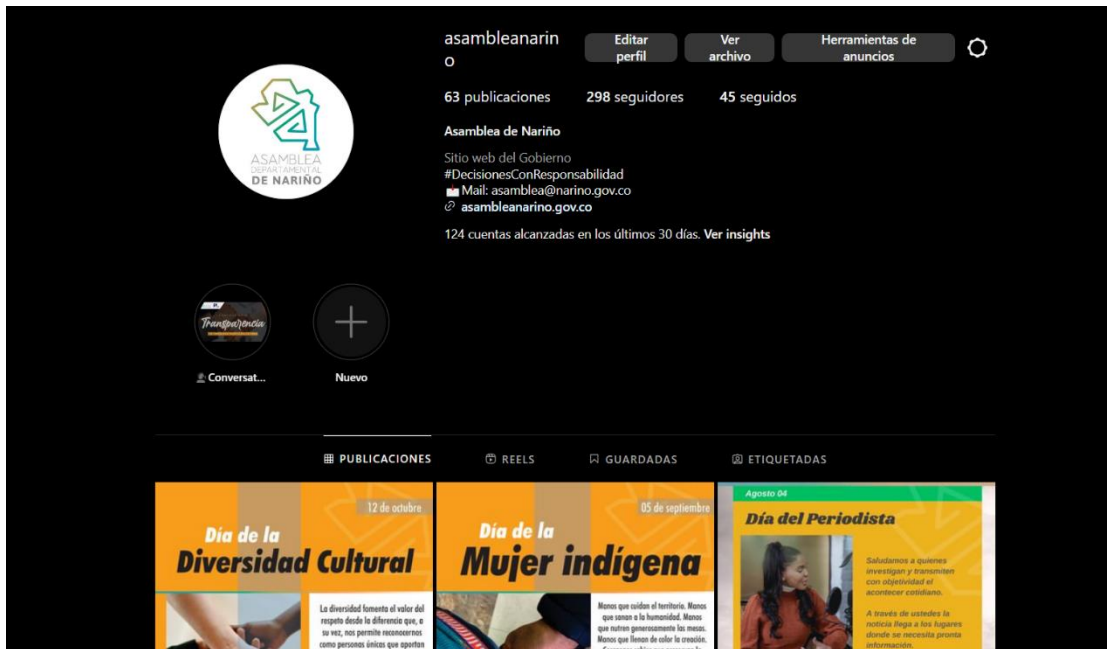 asambleanarin
o
Editar
perfil
Ver
archivo
Herramientas de
anuncios
63 publicaciones
298 seguidores
45 seguidos
Asamblea de Nariño
Sitio web del Gobierno
#DecisionesConResponsabilidad
Mail: asamblea@narino.gov.co
asambleanarino.gov.co
124 cuentas alcanzadas en los últimos 30 días. Ver insights
ASAMBLEA
DEPARTAMENTAL
DE NARIÑO
Transparencia
Conversat...
Nuevo
PUBLICACIONES
REELS
GUARDADAS
ETIQUETADAS
12 de octubre
Día de la
Diversidad Cultural
La diversidad fomenta el valor del
respeto desde la diferencia que, a
su vez, nos permite reconocernos
como personas únicas que aportan
05 de septiembre
Día de la
Mujer indígena
Manos que cuidan el territorio. Manos
que sanan a la humanidad. Manos
que nutren generosamente las mesas.
Manos que llenan de color la creación.
Agosto 04
Día del Periodista
Saludamos a quienes
investigan y transmiten
con objetividad el
acontecer cotidiano.
A través de ustedes la
noticia llega a los lugares
donde se necesita pronta
información.